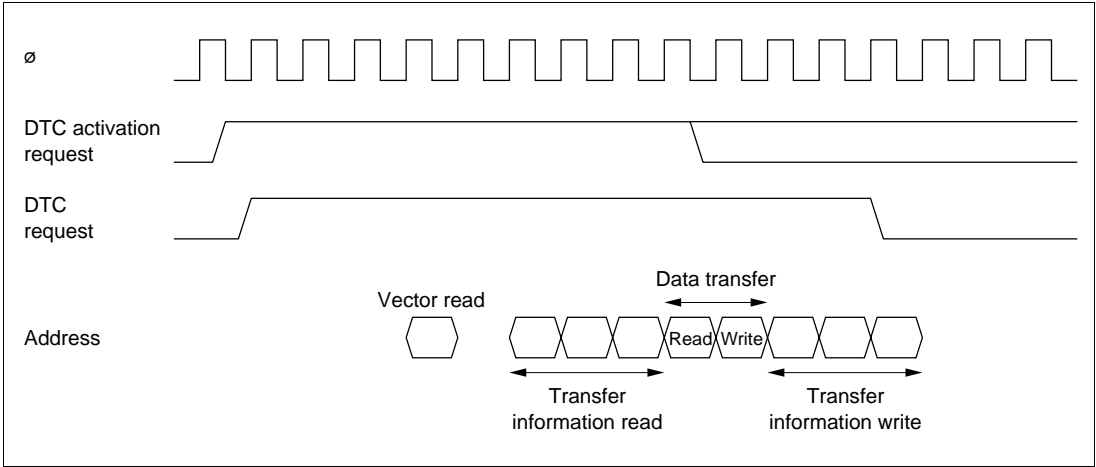 ø
DTC activation
request
DTC
request
Data transfer
Vector read
Address
Read
Write
Transfer
information read
Transfer
information write